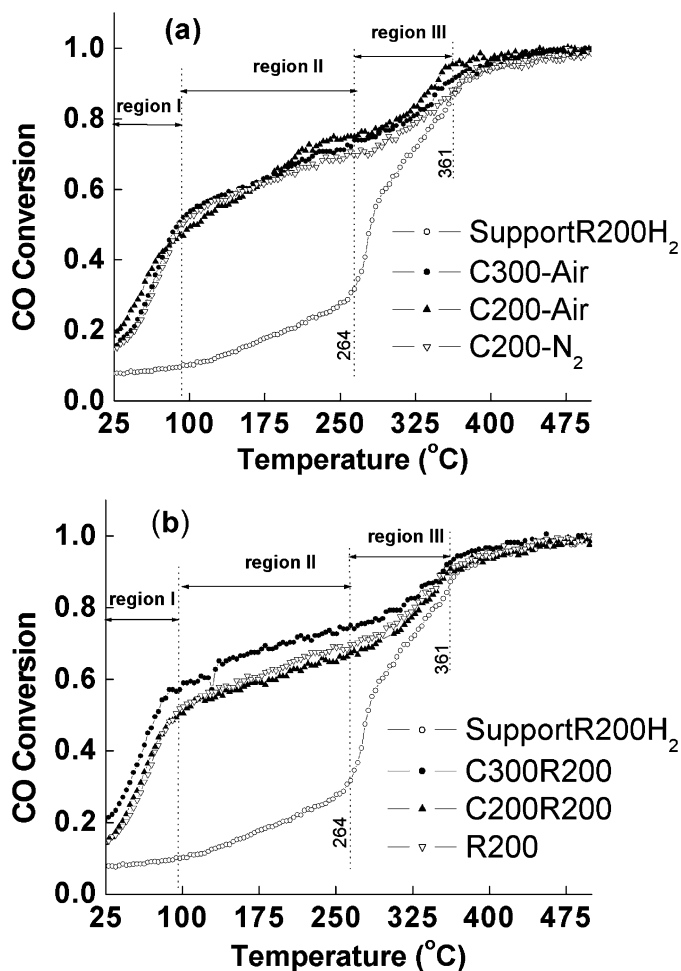 (a)
region III
region II
region I
361
264
SupportR200H2
C300-Air
C200-Air
C200-N2
CO Conversion
1.0
0.8
0.6
0.4
0.2
0.0
25 100 175 250 325 400 475
Temperature (oC)
(b)
region III
region II
region I
361
264
SupportR200H2
C300R200
C200R200
R200
CO Conversion
1.0
0.8
0.6
0.4
0.2
0.0
25 100 175 250 325 400 475
Temperature (oC)